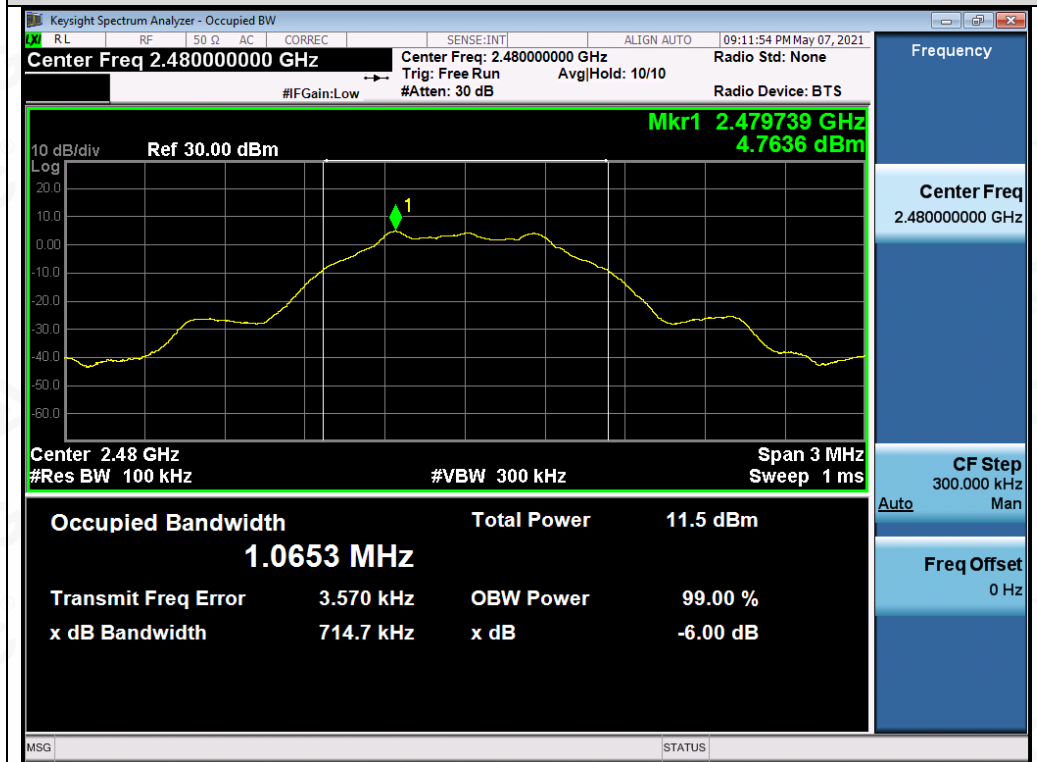 Keysight Spectrum Analyzer - Occupied BW
LXI RL RF 50 Ω AC CORREC SENSE:INT ALIGN AUTO 09:11:54 PM May 07, 2021
Center Freq 2.480000000 GHz
Center Freq: 2.480000000 GHz Radio Std: None
Trig: Free Run Avg|Hold: 10/10
#IFGain:Low #Atten: 30 dB Radio Device: BTS
Frequency
Mkr1 2.479739 GHz
4.7636 dBm
10 dB/div Ref 30.00 dBm
Log
20.0
10.0
0.00
-10.0
-20.0
-30.0
-40.0
-50.0
-60.0
1
Center 2.48 GHz Span 3 MHz
#Res BW 100 kHz #VBW 300 kHz Sweep 1 ms
Occupied Bandwidth Total Power 11.5 dBm
1.0653 MHz
Transmit Freq Error 3.570 kHz OBW Power 99.00 %
x dB Bandwidth 714.7 kHz x dB -6.00 dB
Center Freq
2.480000000 GHz
CF Step
300.000 kHz
Auto Man
Freq Offset
0 Hz
MSG STATUS